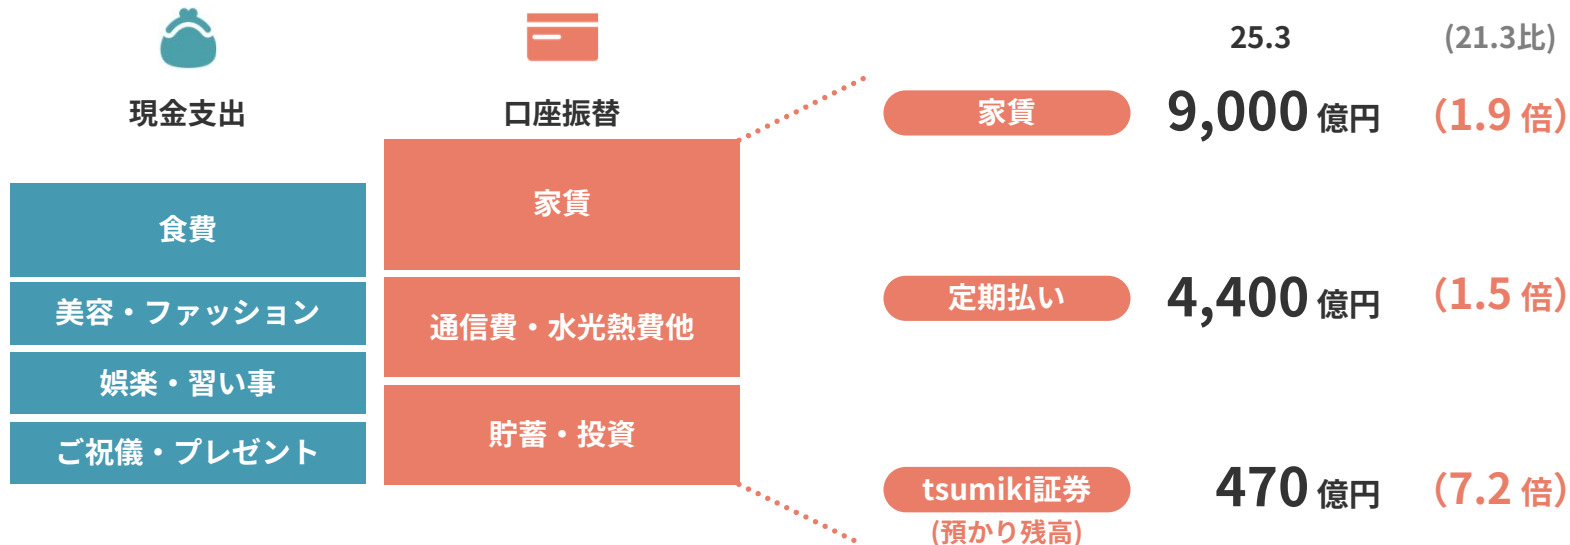 現金支出
食費
美容・ファッション
娯楽・習い事
ご祝儀・プレゼント
口座振替
家賃
通信費・水光熱費他
貯蓄・投資
25.3 (21.3比)
家賃 9,000 億円 (1.9 倍)
定期払い 4,400 億円 (1.5 倍)
tsumiki証券 470 億円 (7.2 倍)
(預かり残高)